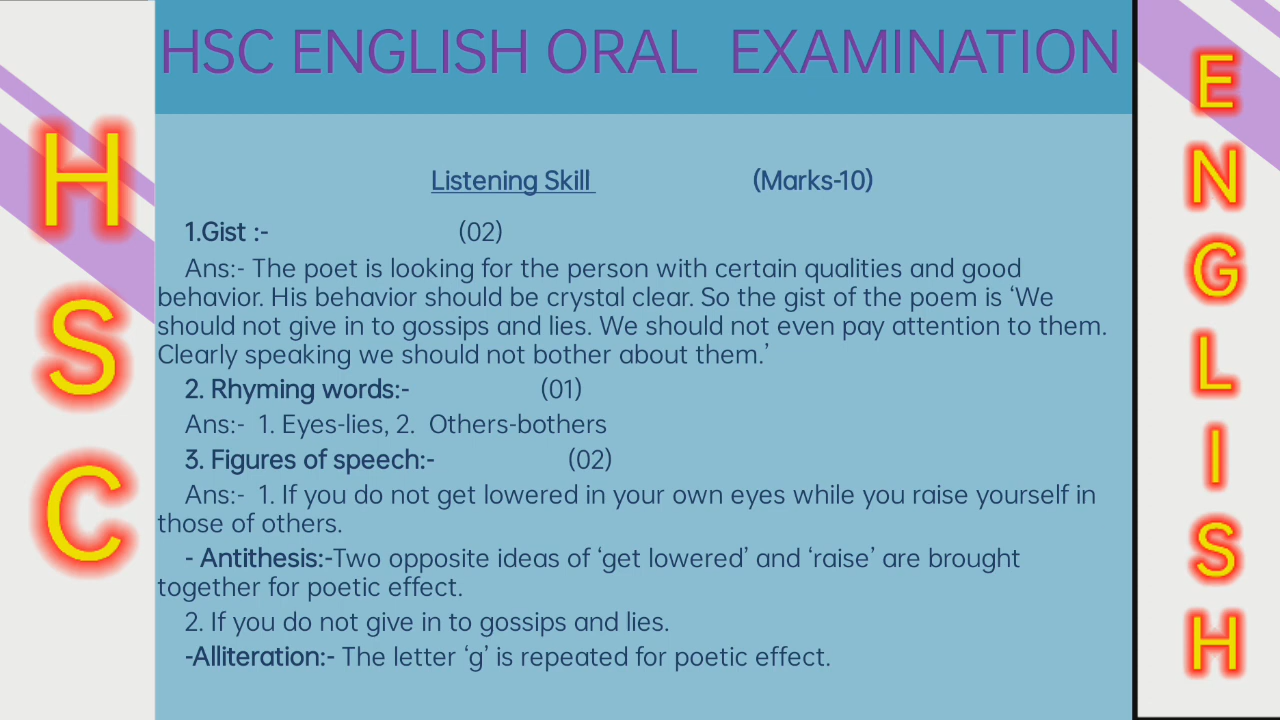 HSC ENGLISH ORAL EXAMINATION
H
S
C
Listening Skill (Marks-10)
1.Gist :- (02)
Ans:- The poet is looking for the person with certain qualities and good
behavior. His behavior should be crystal clear. So the gist of the poem is ‘We
should not give in to gossips and lies. We should not even pay attention to them.
Clearly speaking we should not bother about them.’
2. Rhyming words:- (01)
Ans:- 1. Eyes-lies, 2. Others-bothers
3. Figures of speech:- (02)
Ans:- 1. If you do not get lowered in your own eyes while you raise yourself in
those of others.
- Antithesis:-Two opposite ideas of ‘get lowered’ and ‘raise’ are brought
together for poetic effect.
2. If you do not give in to gossips and lies.
-Alliteration:- The letter ‘g’ is repeated for poetic effect.
E
N
G
L
I
S
H